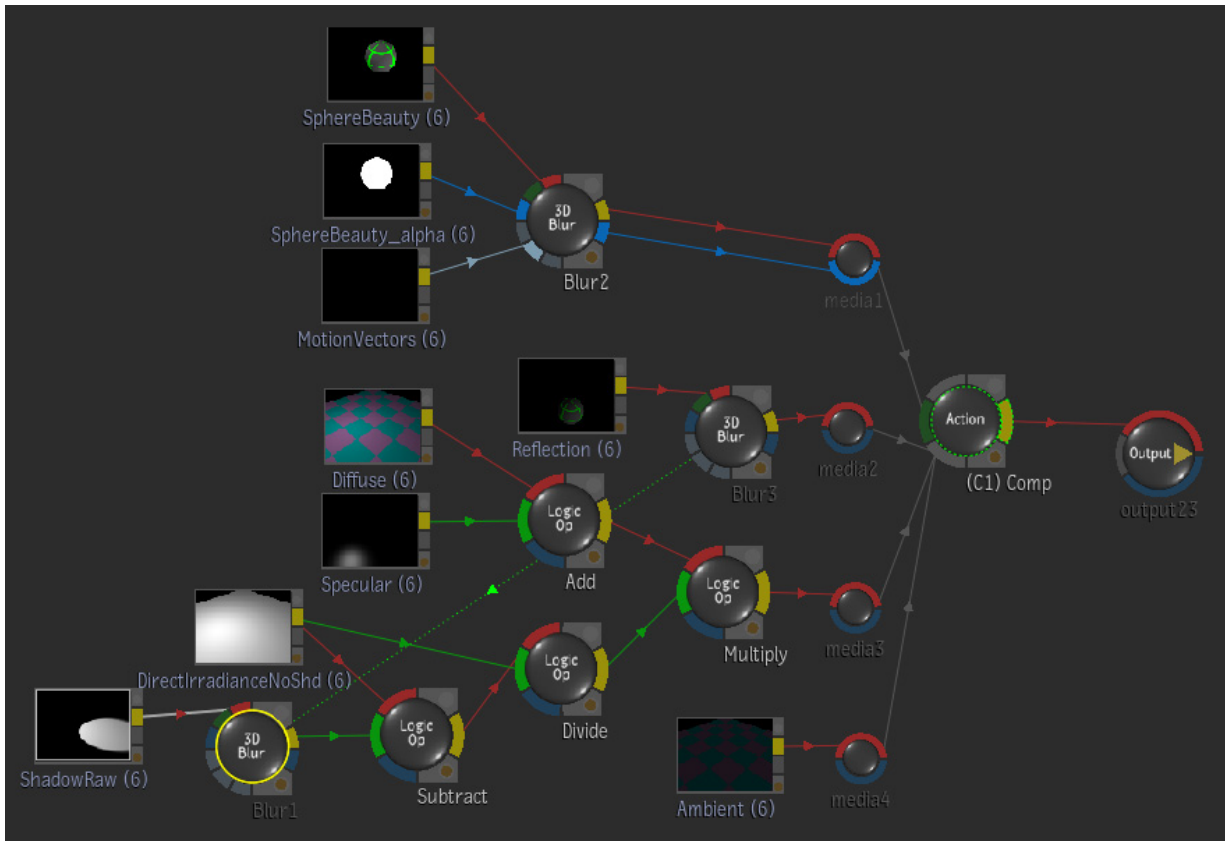 SphereBeauty (6)
SphereBeauty_alpha (6)
MotionVectors (6)
3D
Blur
Blur2
media1
Diffuse (6)
Specular (6)
Reflection (6)
3D
Blur
Blur3
media2
Action
(C1) Comp
Output
output23
Logic
Op
Add
DirectIrradianceNoShd (6)
Logic
Op
Multiply
media3
Logic
Op
Divide
ShadowRaw (6)
3D
Blur
Blur1
Logic
Op
Subtract
Ambient (6)
media4